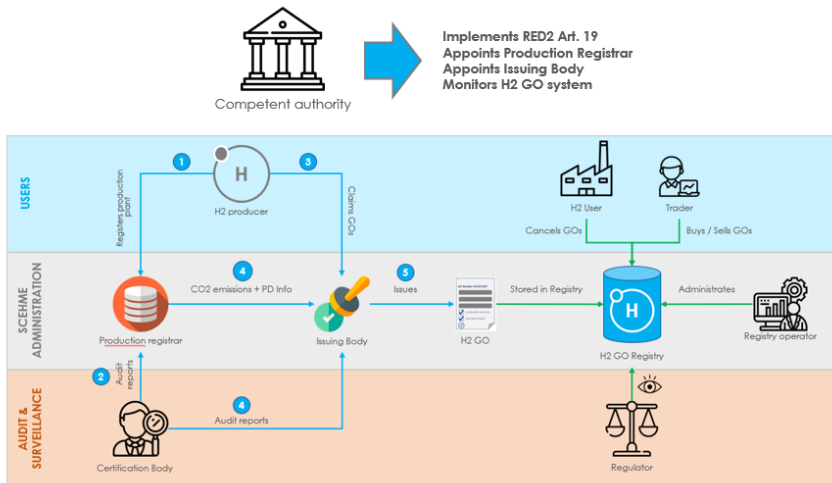 Implements RED2 Art. 19
Appoints Production Registrar
Appoints Issuing Body
Monitors H2 GO system
Competent authority
USERS
1
H
3
H2 producer
Registers production
plant
Claims GOs
H2 User
Trader
Cancels GOs
Buys / Sells GOs
SCEHME
ADMINISTRATION
4
CO2 emissions + PD Info
5
Issues
Stored in Registry
H
Administrates
Production registrar
Issuing Body
H2 GO
H2 GO Registry
Registry operator
AUDIT &
SURVEILLANCE
2
Audit
reports
4
Audit reports
Certification Body
Regulator